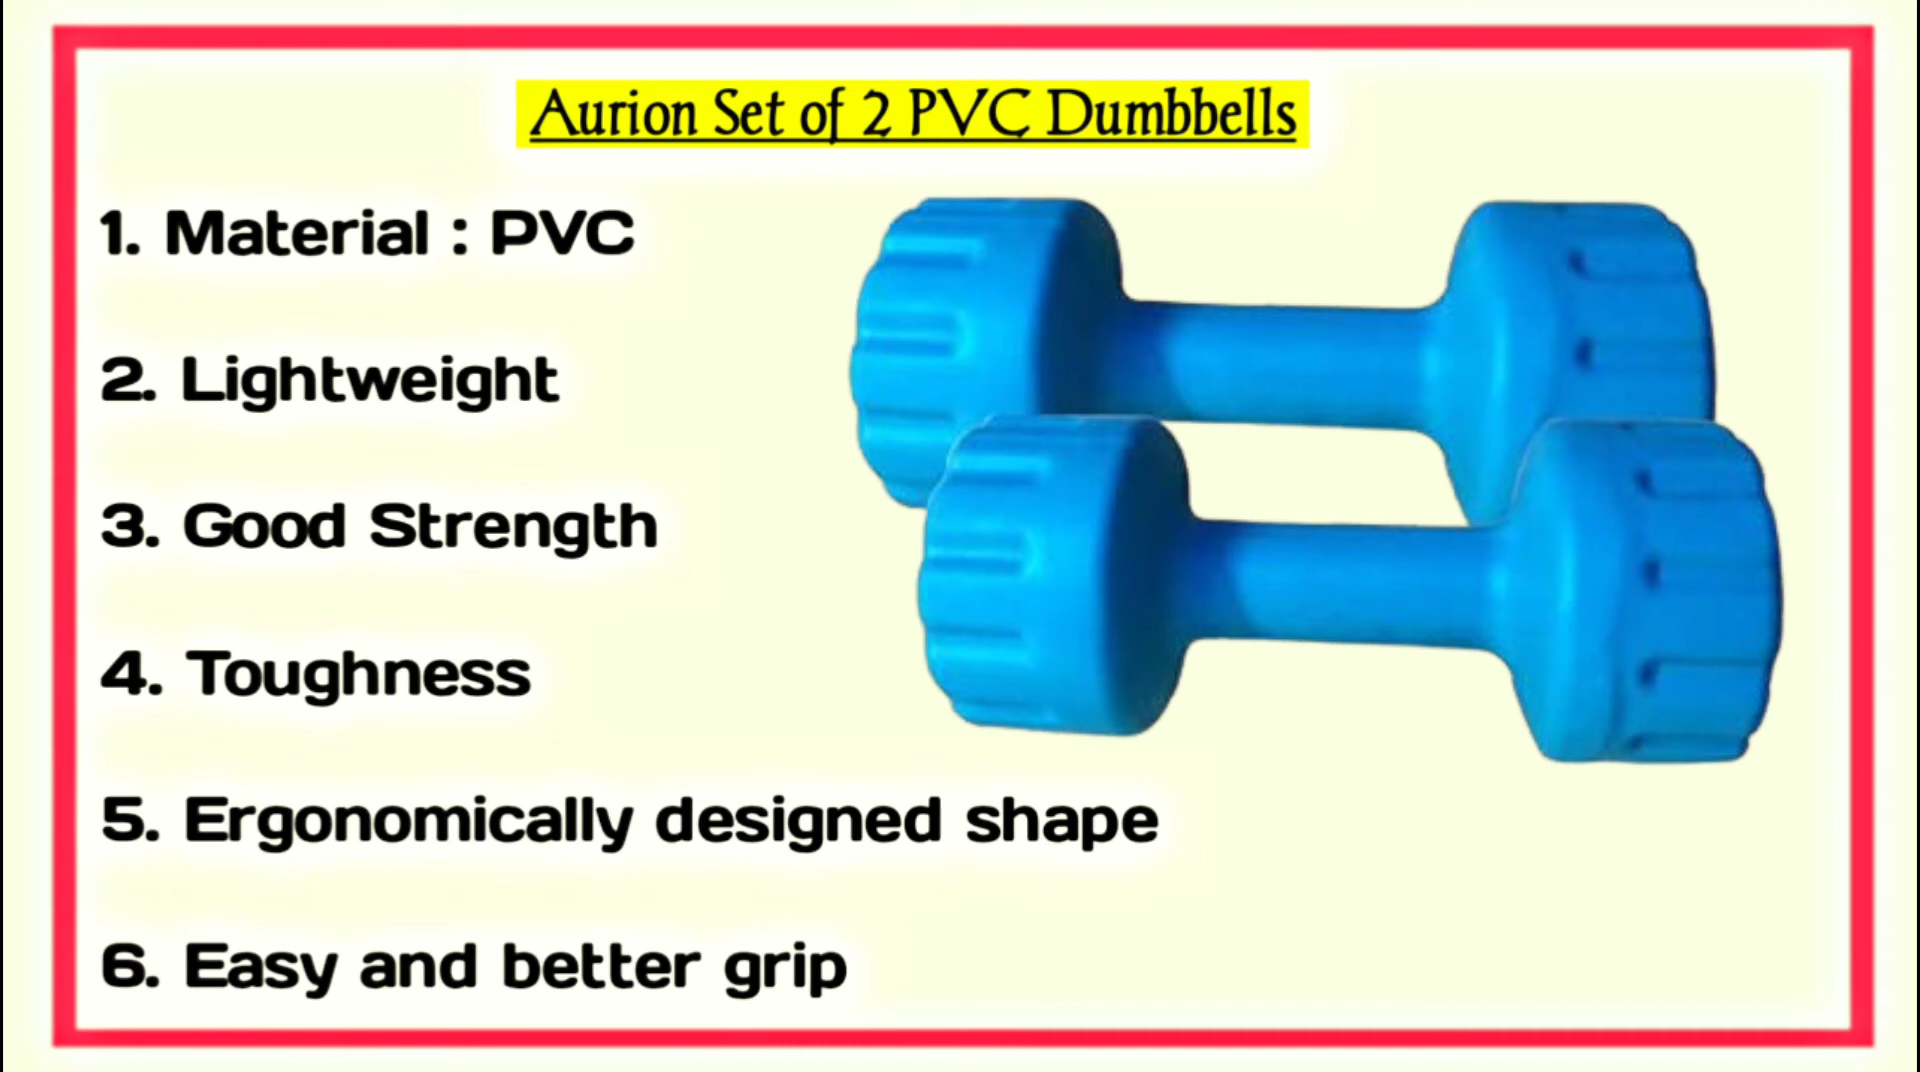 Aurion Set of 2 PVC Dumbbells
1. Material : PVC
2. Lightweight
3. Good Strength
4. Toughness
5. Ergonomically designed shape
6. Easy and better grip